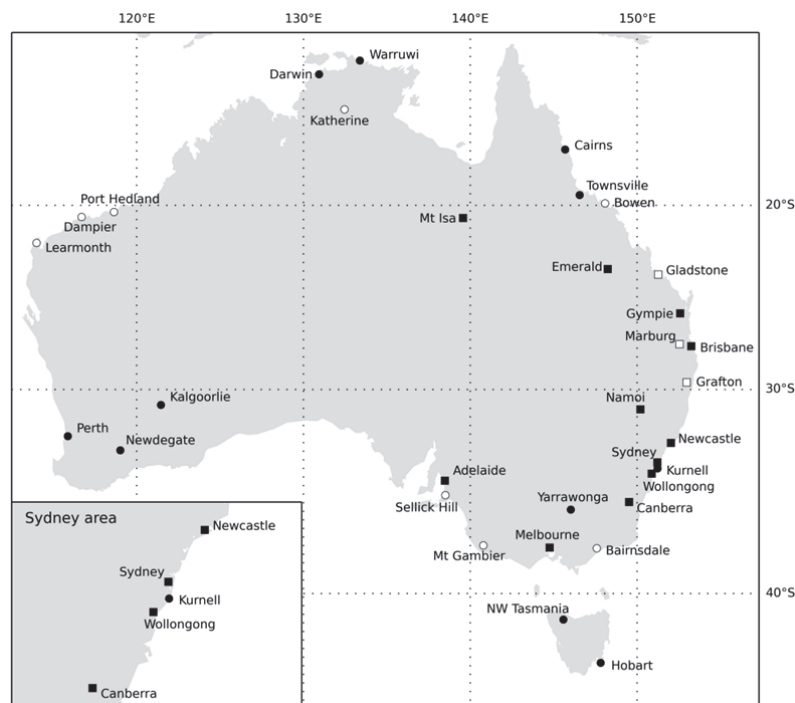 120°E 130°E 140°E 150°E
Warruwi
Darwin
Katherine
Cairns
Townsville
Port Hedland
Bowen
20°S
Mt Isa
Dampier
Learmonth
Emerald
Gladstone
Gympie
Marburg
Brisbane
Grafton
30°S
Kalgoorlie
Namoi
Perth
Newdegate
Newcastle
Sydney
Adelaide
Kurnell
Wollongong
Yarrawonga
Sellick Hill
Canberra
Sydney area
Newcastle
Melbourne
Mt Gambier
Bairnsdale
Sydney
40°S
Kurnell
NW Tasmania
Wollongong
Hobart
Canberra